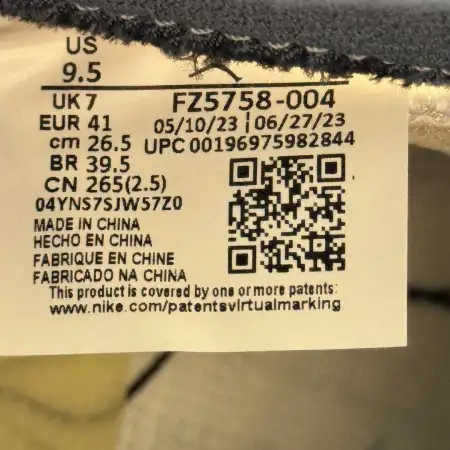 US
9.5
UK 7 FZ5758-004
EUR 41 05/10/23 | 06/27/23
cm 26.5 UPC 00196975982844
BR 39.5
CN 265(2.5)
04YNS7SJW57Z0
MADE IN CHINA
HECHO EN CHINA
FABRIQUE EN CHINE
FABRICADO NA CHINA
This product is covered by one or more patents:
www.nike.com/patentsvirtualmarking